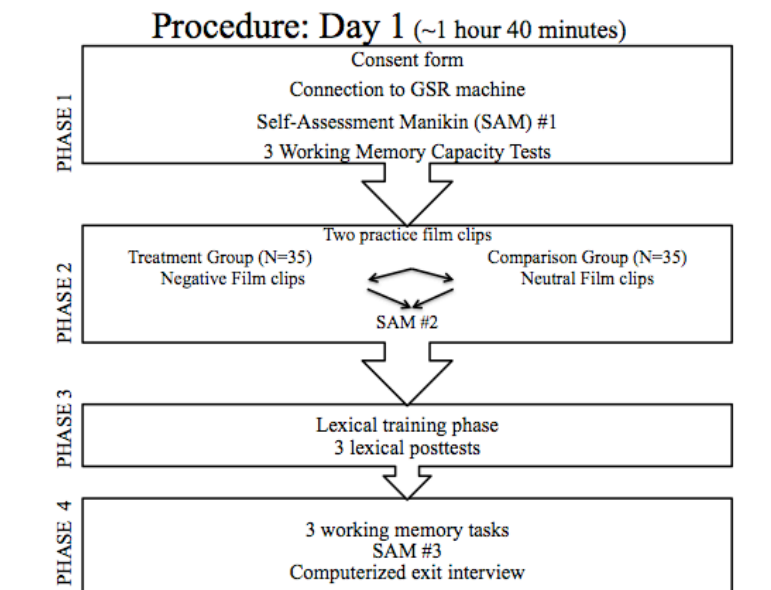 Procedure: Day 1 (~1 hour 40 minutes)
PHASE 1
Consent form
Connection to GSR machine
Self-Assessment Manikin (SAM) #1
3 Working Memory Capacity Tests
PHASE 2
Two practice film clips
Treatment Group (N=35)
Negative Film clips
Comparison Group (N=35)
Neutral Film clips
SAM #2
PHASE 3
Lexical training phase
3 lexical posttests
PHASE 4
3 working memory tasks
SAM #3
Computerized exit interview